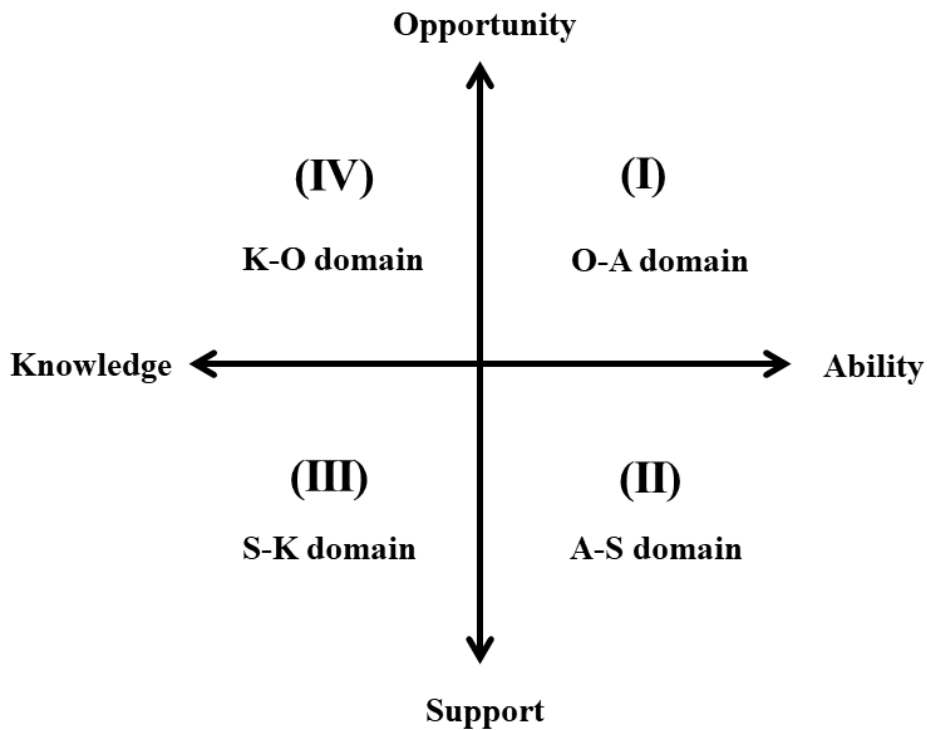 Opportunity
(IV)
(I)
K-O domain
O-A domain
Knowledge
Ability
(III)
(II)
S-K domain
A-S domain
Support